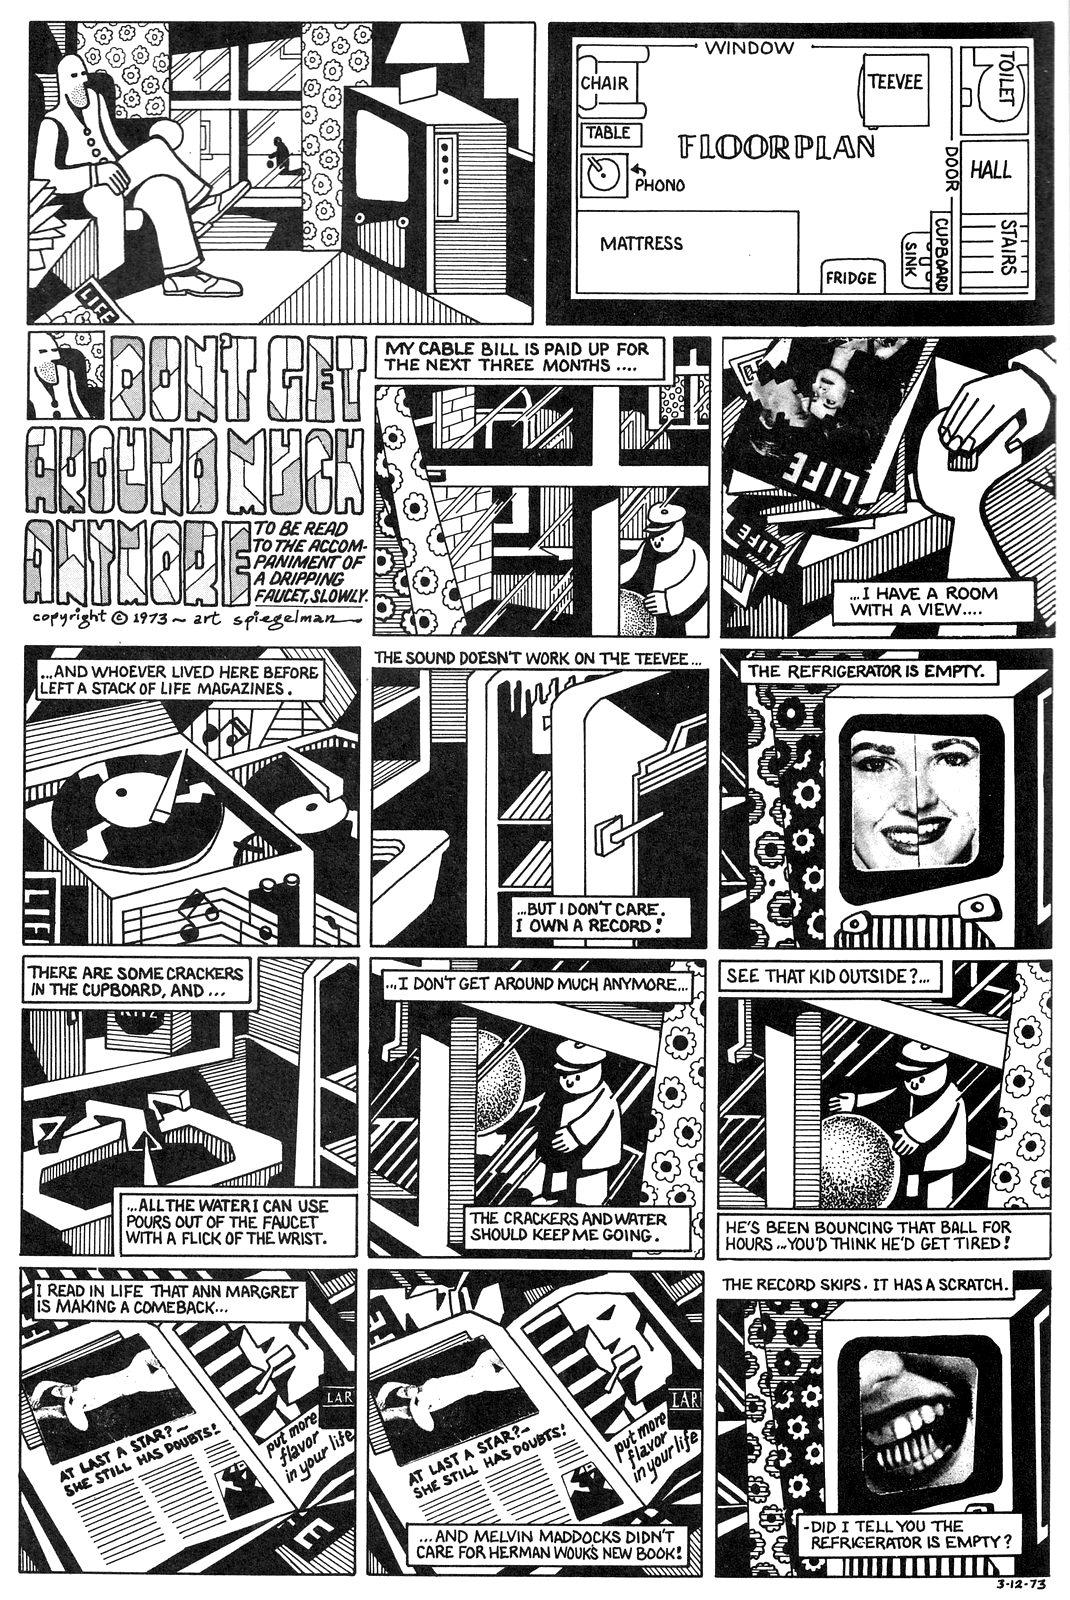 LIFE
WINDOW
CHAIR
TEEVEE
TOILET
TABLE
FLOORPLAN
PHONO
DOOR
HALL
MATTRESS
CUPBOARD
SINK
STAIRS
FRIDGE
DON'T GET
AROUND MUCH
ANYMORE
TO BE READ
TO THE ACCOM-
PANIMENT OF
A DRIPPING
FAUCET, SLOWLY.
copyright © 1973 ~ art spiegelman
MY CABLE BILL IS PAID UP FOR
THE NEXT THREE MONTHS ....
LIFE
LIFE
...I HAVE A ROOM
WITH A VIEW....
...AND WHOEVER LIVED HERE BEFORE
LEFT A STACK OF LIFE MAGAZINES.
LIFE
THE SOUND DOESN'T WORK ON THE TEEVEE...
...BUT I DON'T CARE.
I OWN A RECORD!
THE REFRIGERATOR IS EMPTY.
THERE ARE SOME CRACKERS
IN THE CUPBOARD, AND ...
RITZ
...ALL THE WATER I CAN USE
POURS OUT OF THE FAUCET
WITH A FLICK OF THE WRIST.
...I DON'T GET AROUND MUCH ANYMORE...
THE CRACKERS AND WATER
SHOULD KEEP ME GOING.
SEE THAT KID OUTSIDE?...
HE'S BEEN BOUNCING THAT BALL FOR
HOURS ...YOU'D THINK HE'D GET TIRED!
I READ IN LIFE THAT ANN MARGRET
IS MAKING A COMEBACK...
AT LAST A STAR?~
SHE STILL HAS DOUBTS!
LAR
put more
flavor
in your life
AT LAST A STAR?~
SHE STILL HAS DOUBTS!
LAR
put more
flavor
in your life
...AND MELVIN MADDOCKS DIDN'T
CARE FOR HERMAN WOUK'S NEW BOOK!
THE RECORD SKIPS. IT HAS A SCRATCH.
-DID I TELL YOU THE
REFRIGERATOR IS EMPTY?
3-12-73